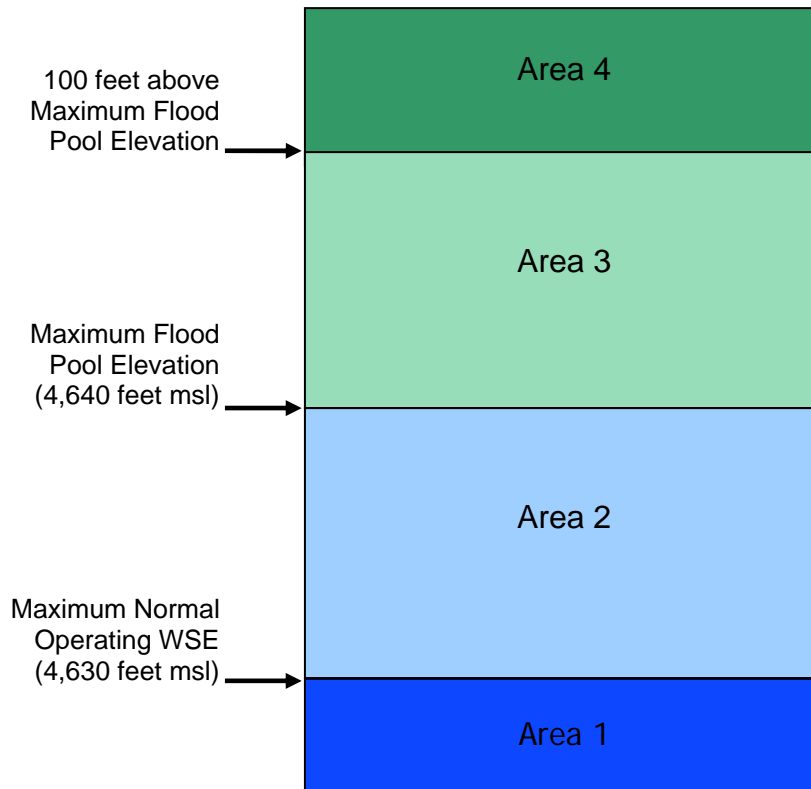 Area 4
100 feet above
Maximum Flood
Pool Elevation
Area 3
Maximum Flood
Pool Elevation
(4,640 feet msl)
Area 2
Maximum Normal
Operating WSE
(4,630 feet msl)
Area 1